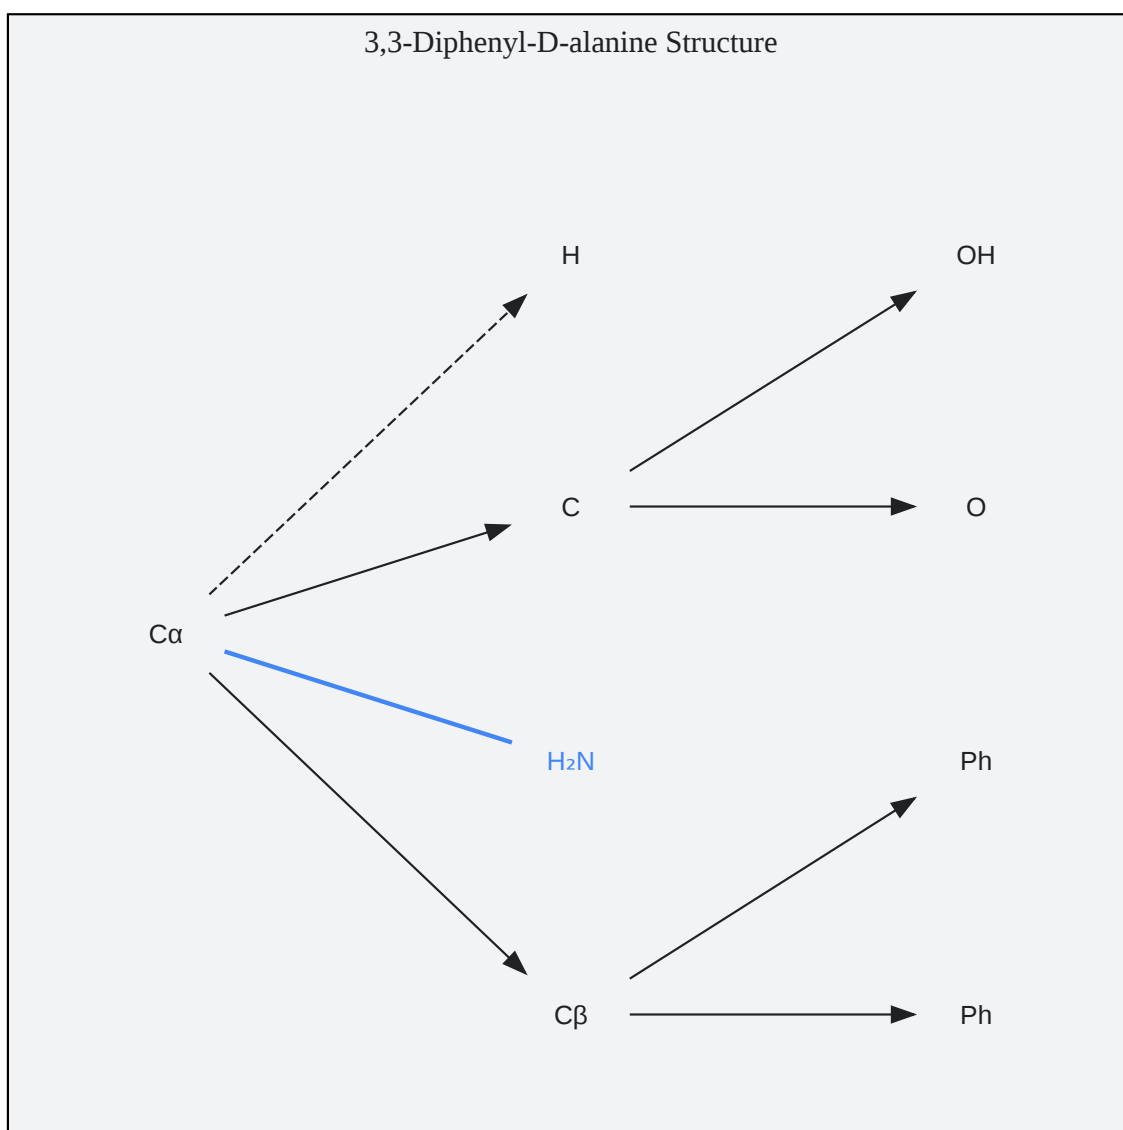 3,3-Diphenyl-D-alanine Structure
H
OH
C
O
Cα
H₂N
Ph
Cβ
Ph